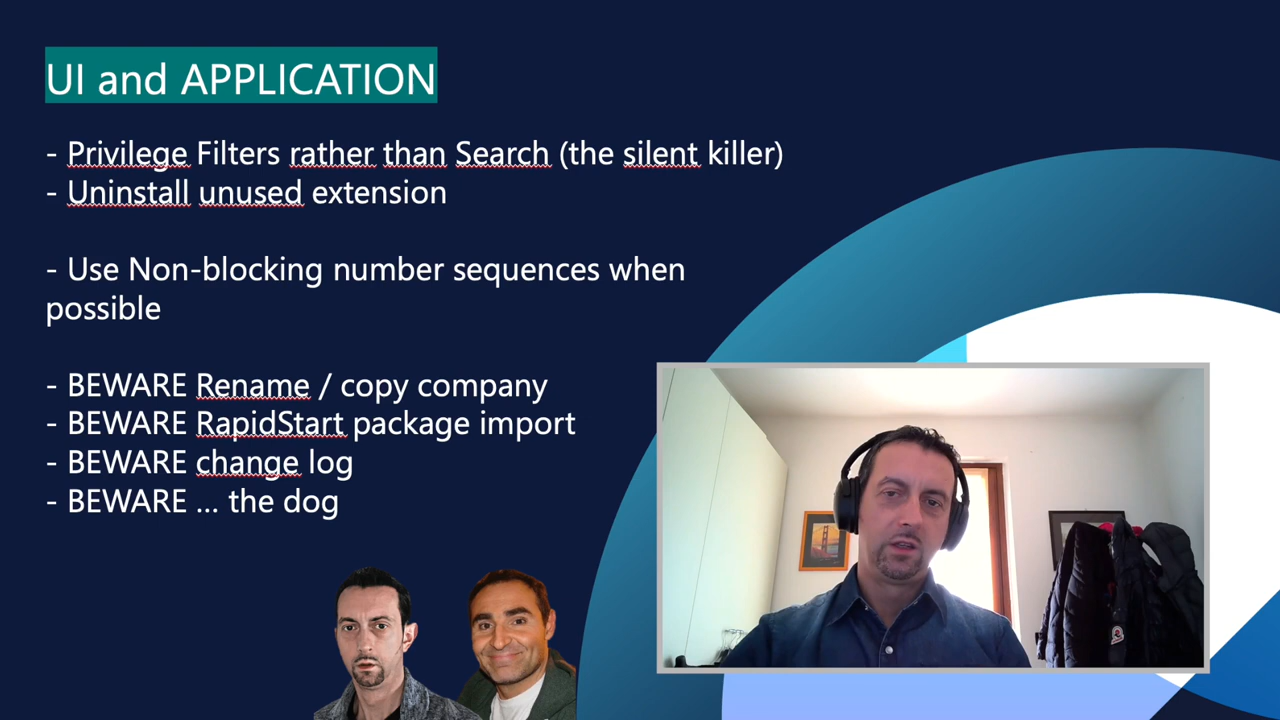 UI and APPLICATION
- Privilege Filters rather than Search (the silent killer)
- Uninstall unused extension
- Use Non-blocking number sequences when
possible
- BEWARE Rename / copy company
- BEWARE RapidStart package import
- BEWARE change log
- BEWARE ... the dog